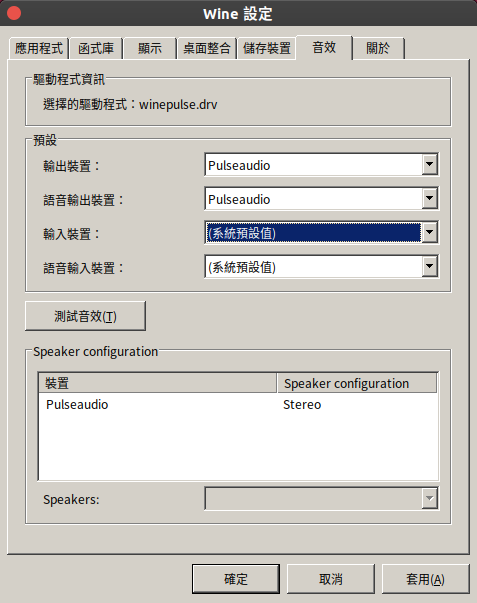 Wine 設定
應用程式 函式庫 顯示 桌面整合 儲存裝置 音效 關於
驅動程式資訊
選擇的驅動程式：winepulse.drv
預設
輸出裝置： Pulseaudio
語音輸出裝置： Pulseaudio
輸入裝置： (系統預設值)
語音輸入裝置： (系統預設值)
測試音效(T)
Speaker configuration
裝置 Speaker configuration
Pulseaudio Stereo
Speakers:
確定 取消 套用(A)